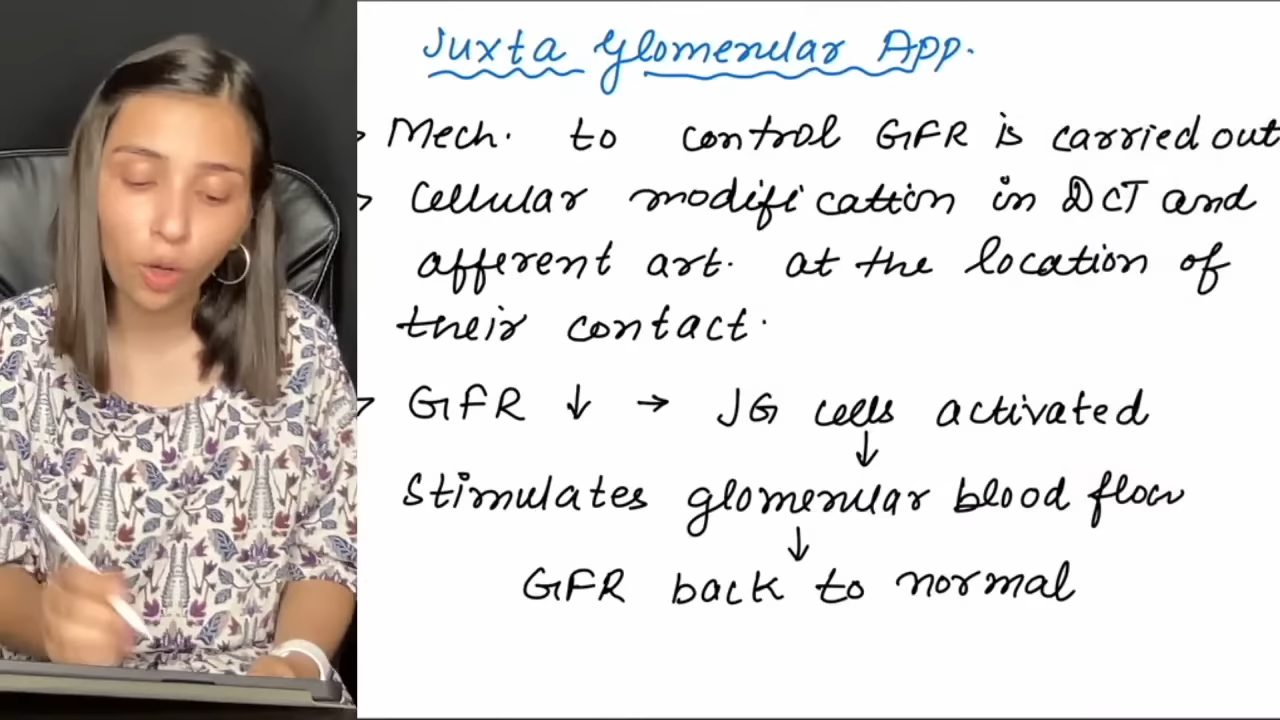 Juxta Glomerular App.
Mech. to control GFR is carried out
Cellular modification in DCT and
afferent art. at the location of
their contact.
GFR ↓ → JG cells activated
↓
Stimulates glomerular blood flow
↓
GFR back to normal